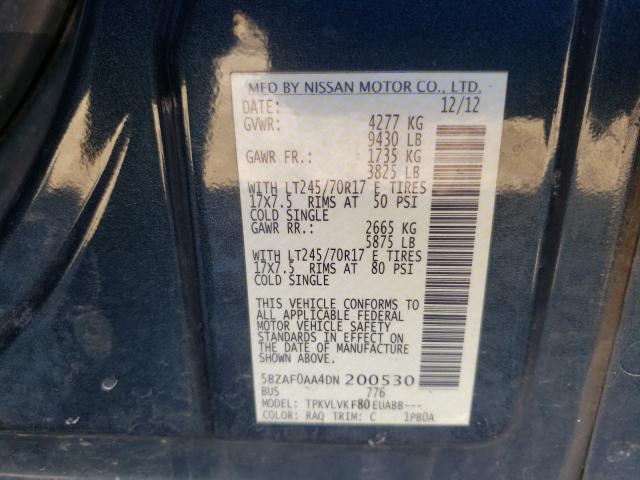 MFD BY NISSAN MOTOR CO., LTD.
DATE: 12/12
GVWR: 4277 KG
9430 LB
GAWR FR.: 1735 KG
3825 LB
WITH LT245/70R17 E TIRES
17x7.5 RIMS AT 50 PSI
COLD SINGLE
GAWR RR.: 2665 KG
5875 LB
WITH LT245/70R17 E TIRES
17x7.5 RIMS AT 80 PSI
COLD SINGLE
THIS VEHICLE CONFORMS TO
ALL APPLICABLE FEDERAL
MOTOR VEHICLE SAFETY
STANDARDS IN EFFECT ON
THE DATE OF MANUFACTURE
SHOWN ABOVE.
5BZAF0AA4DN200530
BUS 776
MODEL: TPKVLVKF80EUABB---
COLOR: RAQ TRIM: C 1P80A